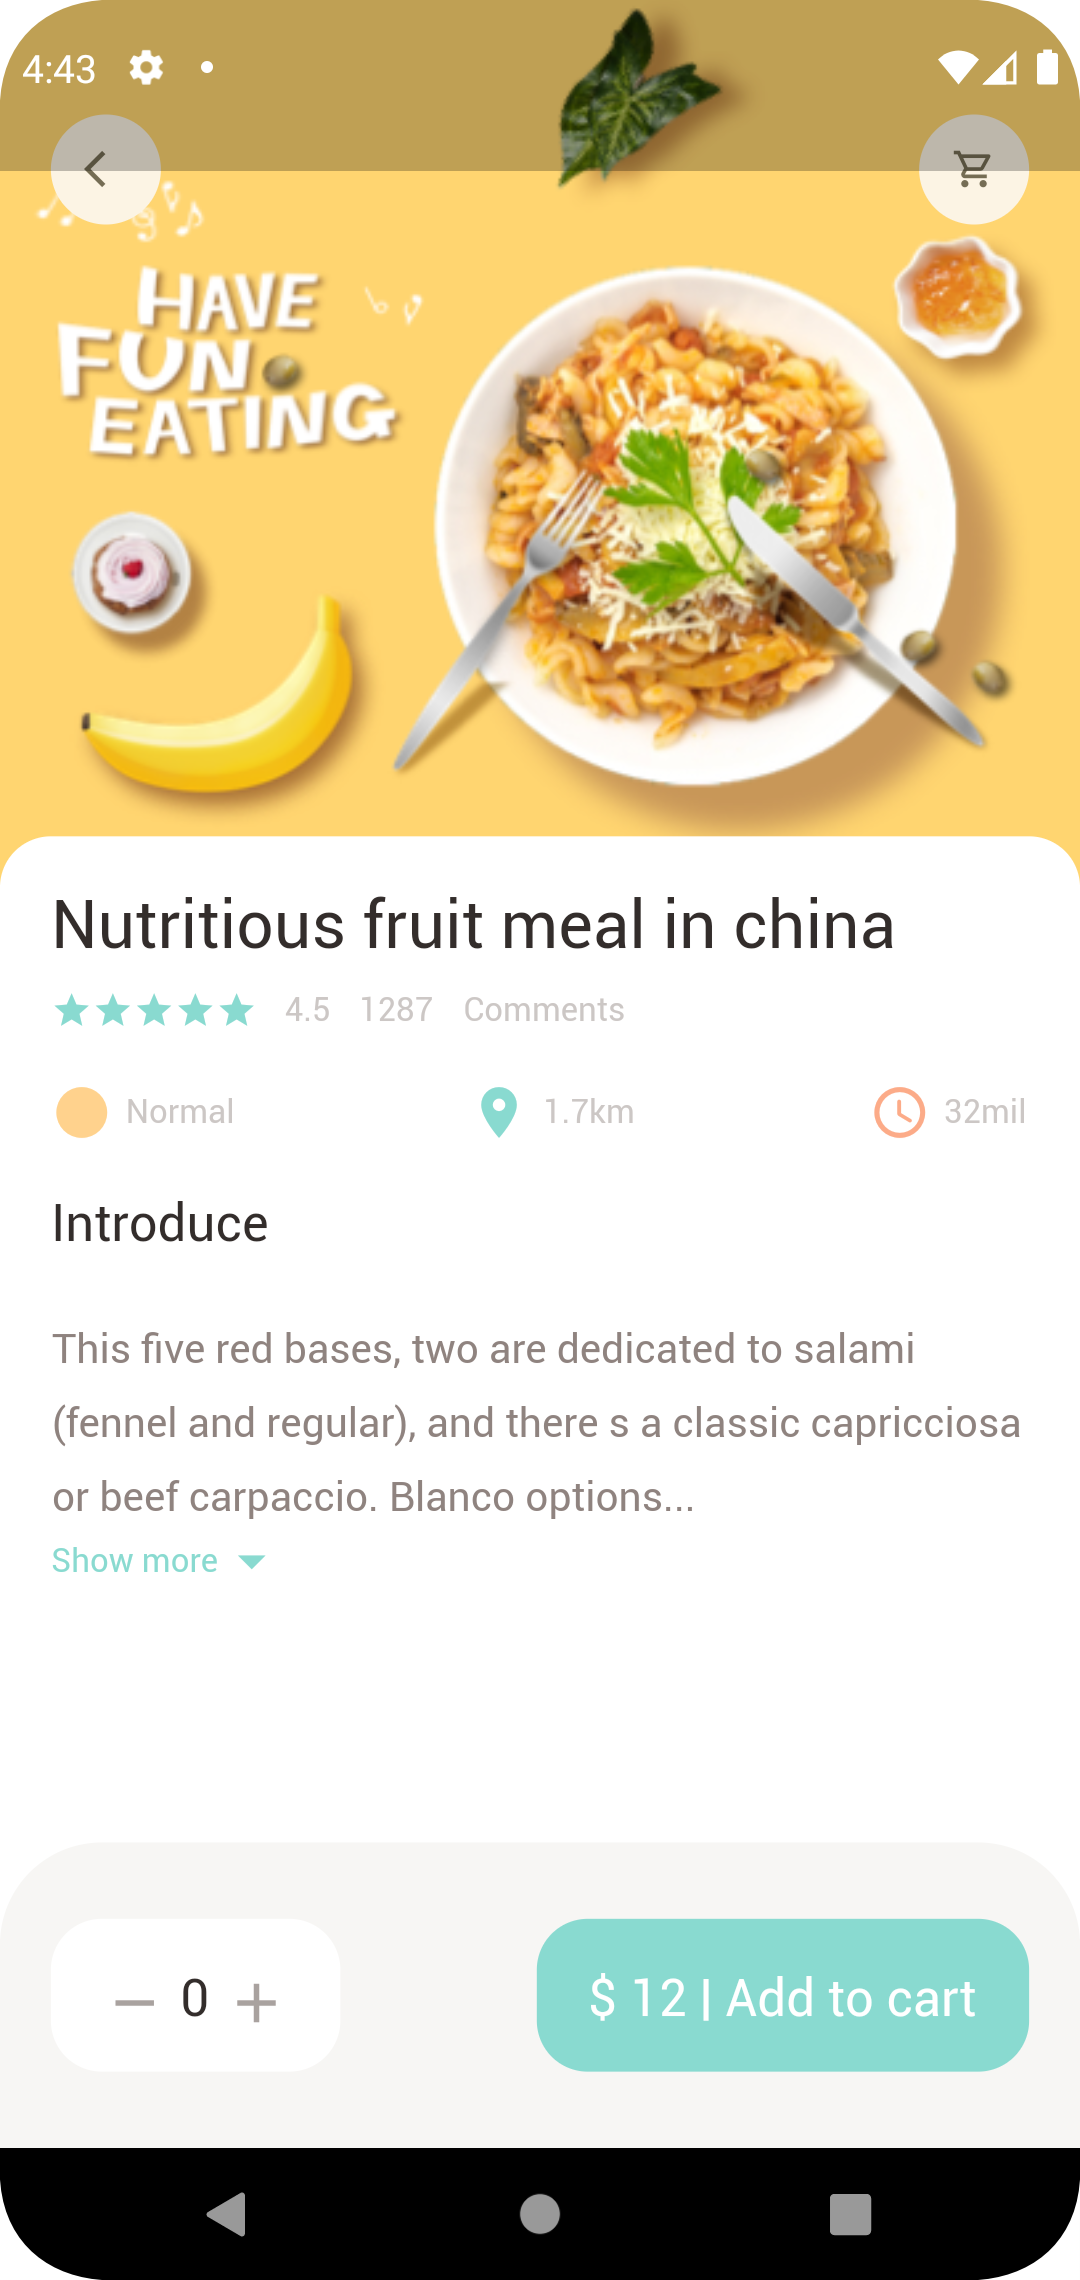 4:43
HAVE
FUN
EATING
Nutritious fruit meal in china
4.5 1287 Comments
Normal 1.7km 32mil
Introduce
This five red bases, two are dedicated to salami
(fennel and regular), and there s a classic capricciosa
or beef carpaccio. Blanco options...
Show more
0 $ 12 | Add to cart